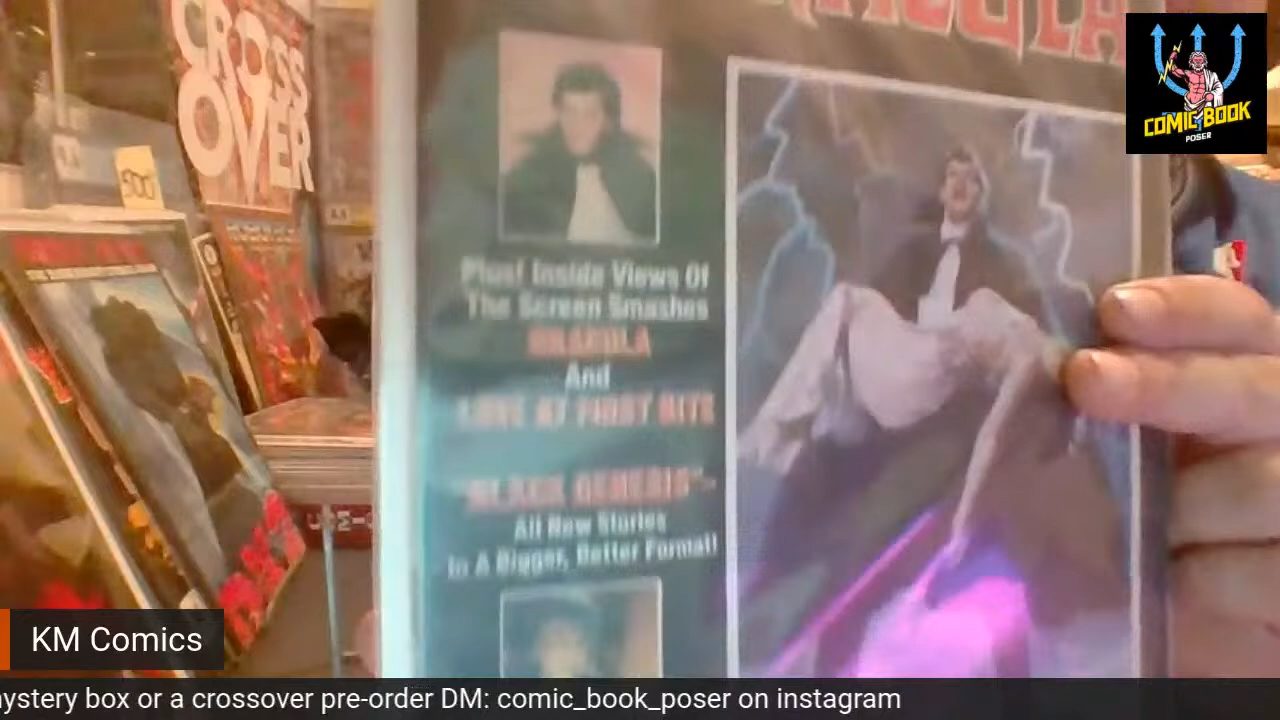 CROSS
OVER
500
Plus! Inside Views Of
The Screen Smashes
DRACULA
And
LOVE AT FIRST BITE
"BLACK GENESIS"-
All New Stories
In A Bigger, Better Format!
COMIC BOOK
POSER
KM Comics
mystery box or a crossover pre-order DM: comic_book_poser on instagram